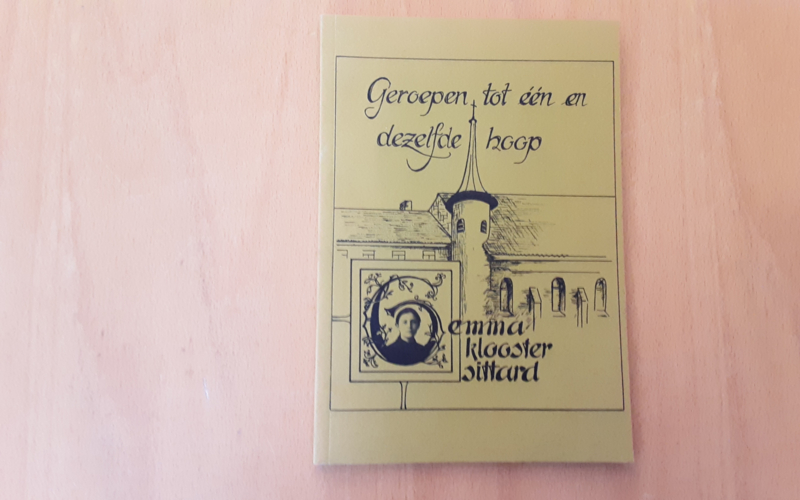 Geroepen tot één en
dezelfde hoop
Gemma
klooster
sittard